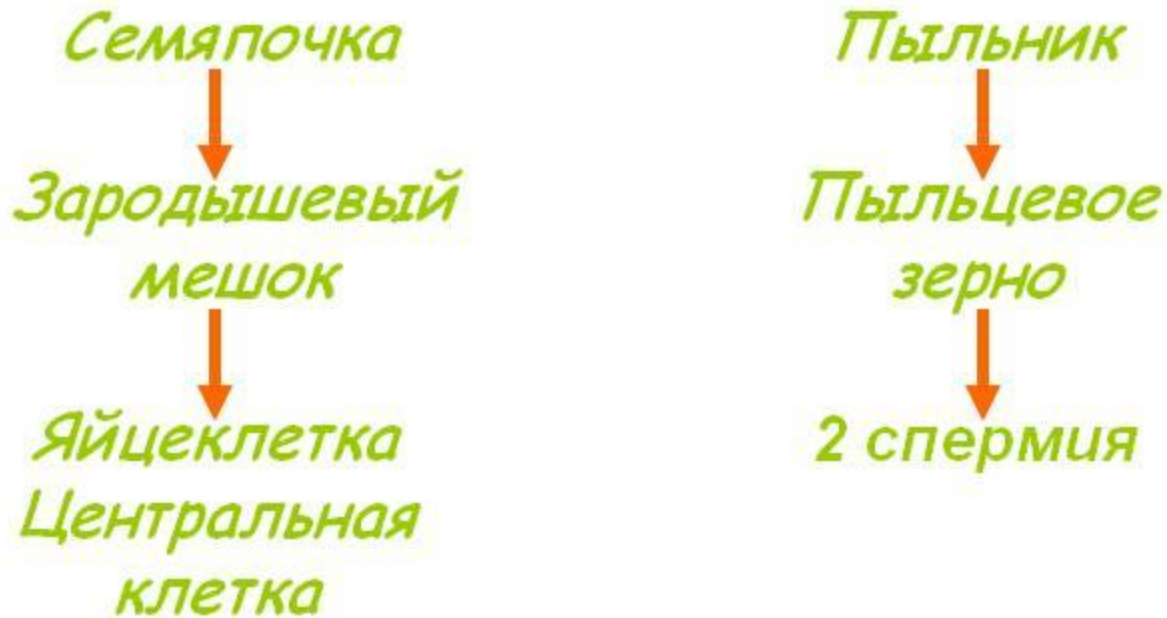 Семяпочка
Зародышевый
мешок
Яйцеклетка
Центральная
клетка
Пыльник
Пыльцевое
зерно
2 спермия